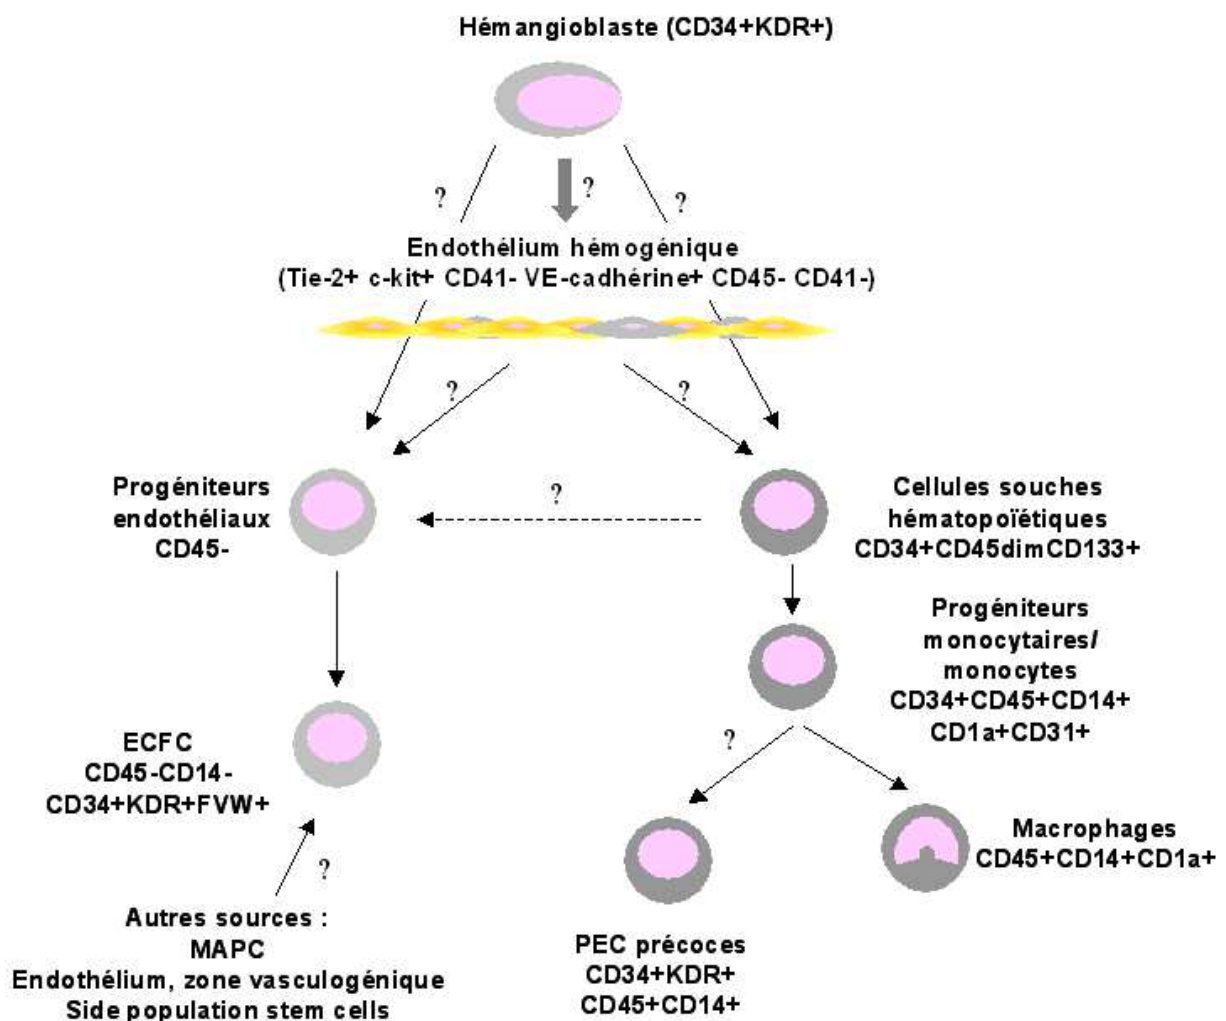 Hémangioblaste (CD34+KDR+)
?
?
?
Endothélium hémogénique
(Tie-2+ c-kit+ CD41- VE-cadhérine+ CD45- CD41-)
?
?
Progéniteurs
endothéliaux
CD45-
?
Cellules souches
hématopoïétiques
CD34+CD45dimCD133+
Progéniteurs
monocytaires/
monocytes
CD34+CD45+CD14+
CD1a+CD31+
ECFC
CD45-CD14-
CD34+KDR+FVW+
?
?
Macrophages
CD45+CD14+CD1a+
Autres sources :
MAPC
Endothélium, zone vasculogénique
Side population stem cells
PEC précoces
CD34+KDR+
CD45+CD14+